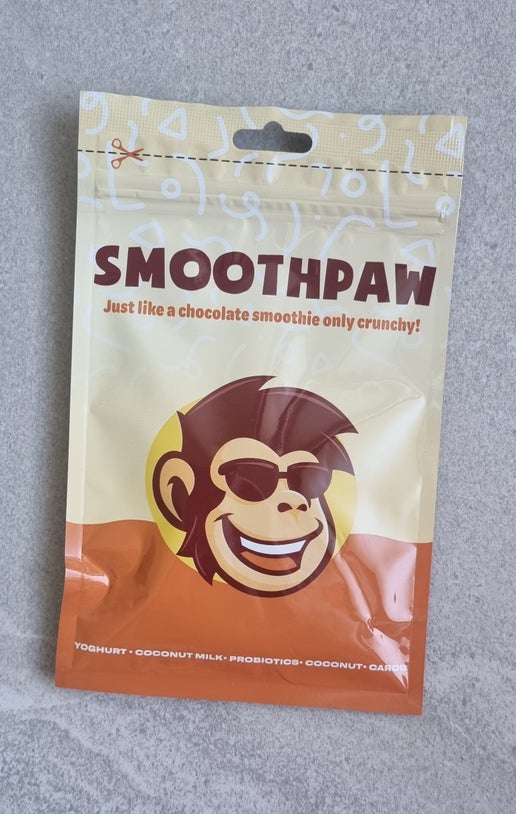 SMOOTHPAW
Just like a chocolate smoothie only crunchy!
YOGHURT • COCONUT MILK• PROBIOTICS• COCONUT• CAROB